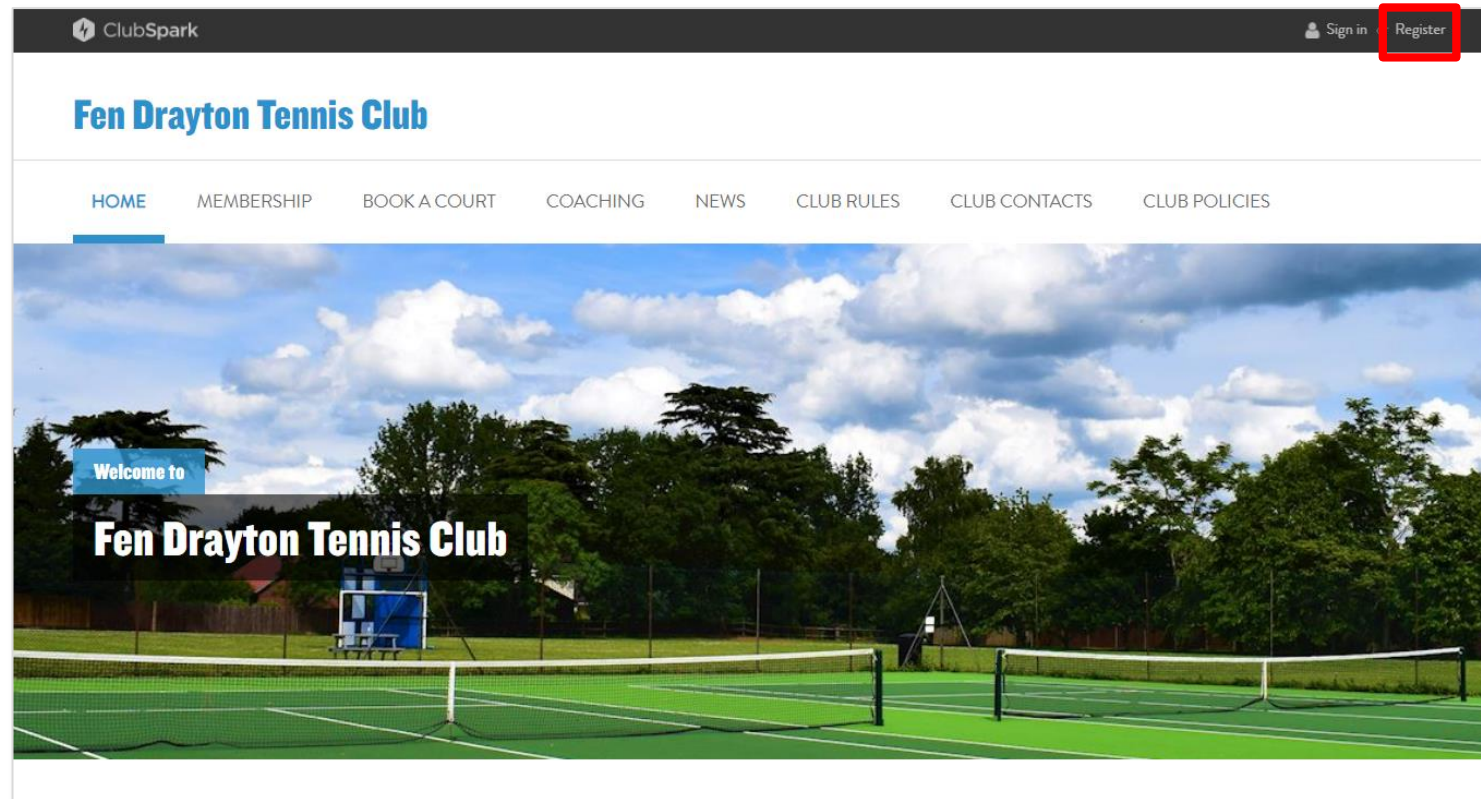 ClubSpark
Sign in or Register
Fen Drayton Tennis Club
HOME MEMBERSHIP BOOK A COURT COACHING NEWS CLUB RULES CLUB CONTACTS CLUB POLICIES
Welcome to
Fen Drayton Tennis Club